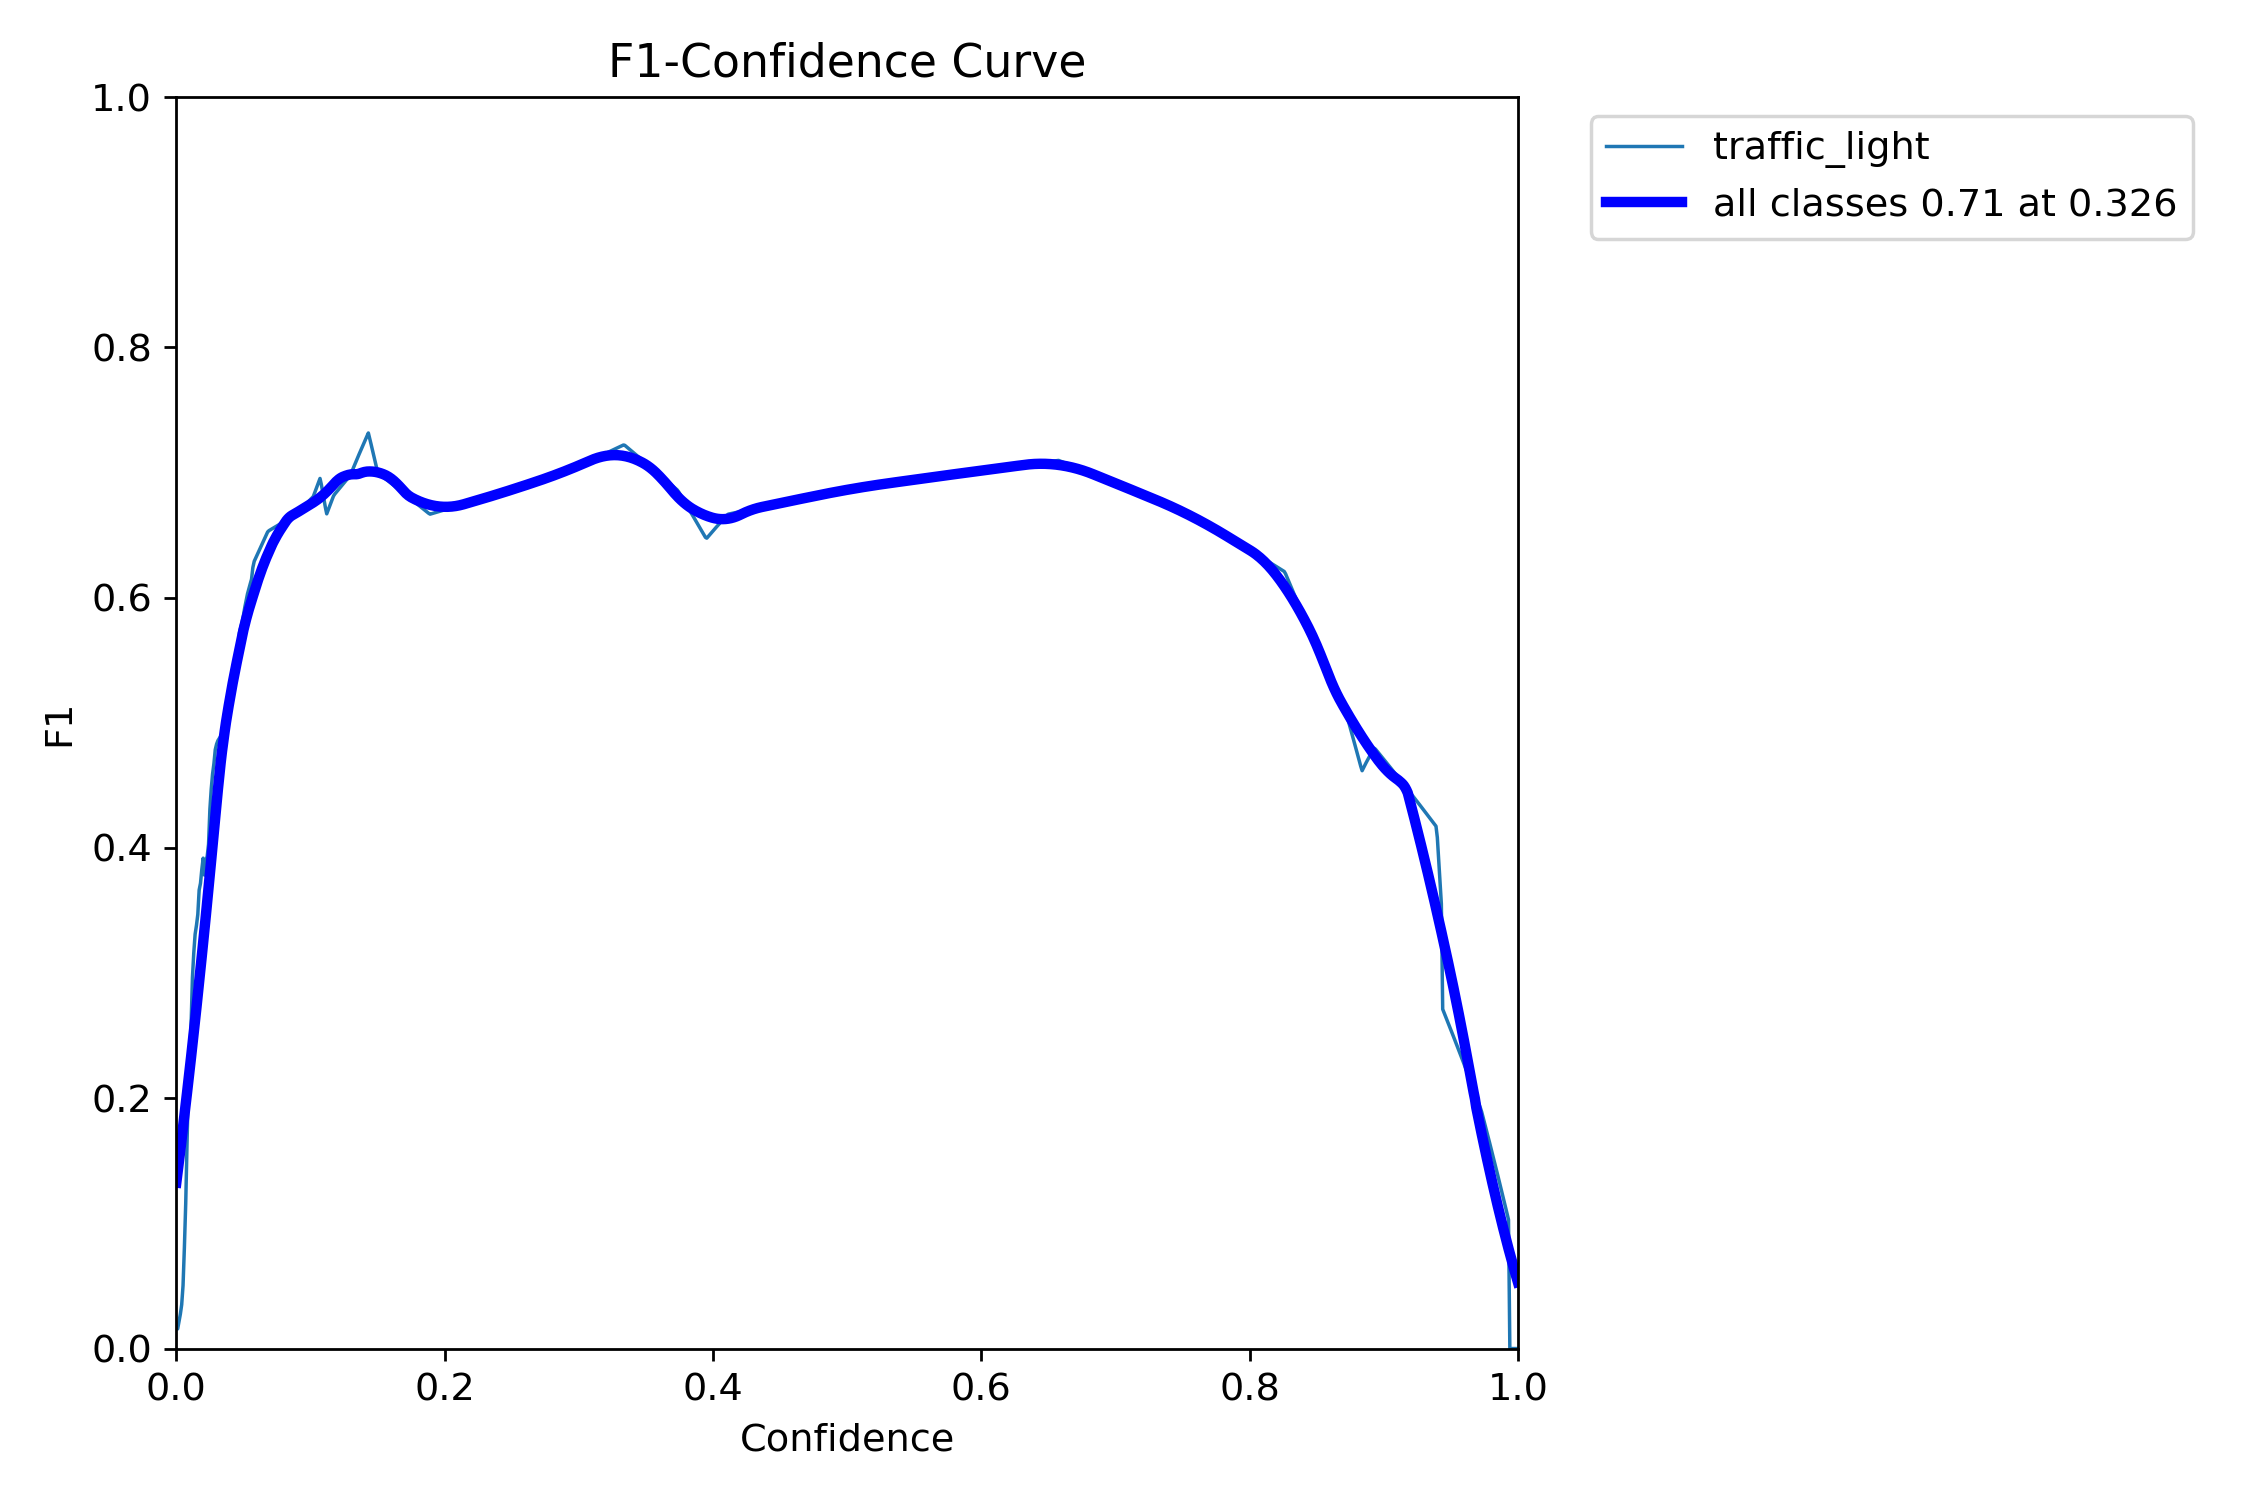 F1-Confidence Curve
1.0
0.8
0.6
0.4
0.2
0.0
F1
0.0 0.2 0.4 0.6 0.8 1.0
Confidence
traffic_light
all classes 0.71 at 0.326